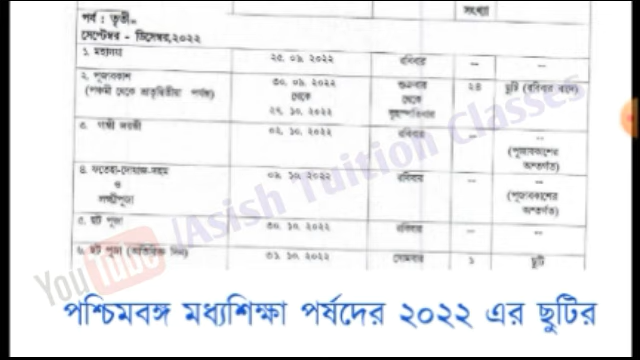 সংখ্যা
পর্ব : তৃতীয়
সেপ্টেম্বর - ডিসেম্বর,২০২২
১. মহালয়া ২৫. ০৯. ২০২২ রবিবার -- --
২. পূজাবকাশ ৩০. ০৯. ২০২২ শুক্রবার ২৪ ছুটি (রবিবার বাদে)
(পঞ্চমী থেকে ভ্রাতৃদ্বিতীয়া পর্যন্ত) থেকে থেকে
২৭. ১০. ২০২২ বৃহস্পতিবার
৩. গান্ধী জয়ন্তী ০২. ১০. ২০২২ রবিবার -- --
(পূজাবকাশের
অন্তর্গত)
৪. ফতেহা-দোয়াজ-দহম ০৯. ১০. ২০২২ রবিবার -- --
ও (পূজাবকাশের
লক্ষ্মীপূজা অন্তর্গত)
৫. ছট পূজা ৩০. ১০. ২০২২ রবিবার -- --
৬. ছট পূজা (অতিরিক্ত দিন) ৩১. ১০. ২০২২ সোমবার ১ ছুটি
YouTube /Asish Tuition Classes
পশ্চিমবঙ্গ মধ্যশিক্ষা পর্ষদের ২০২২ এর ছুটির